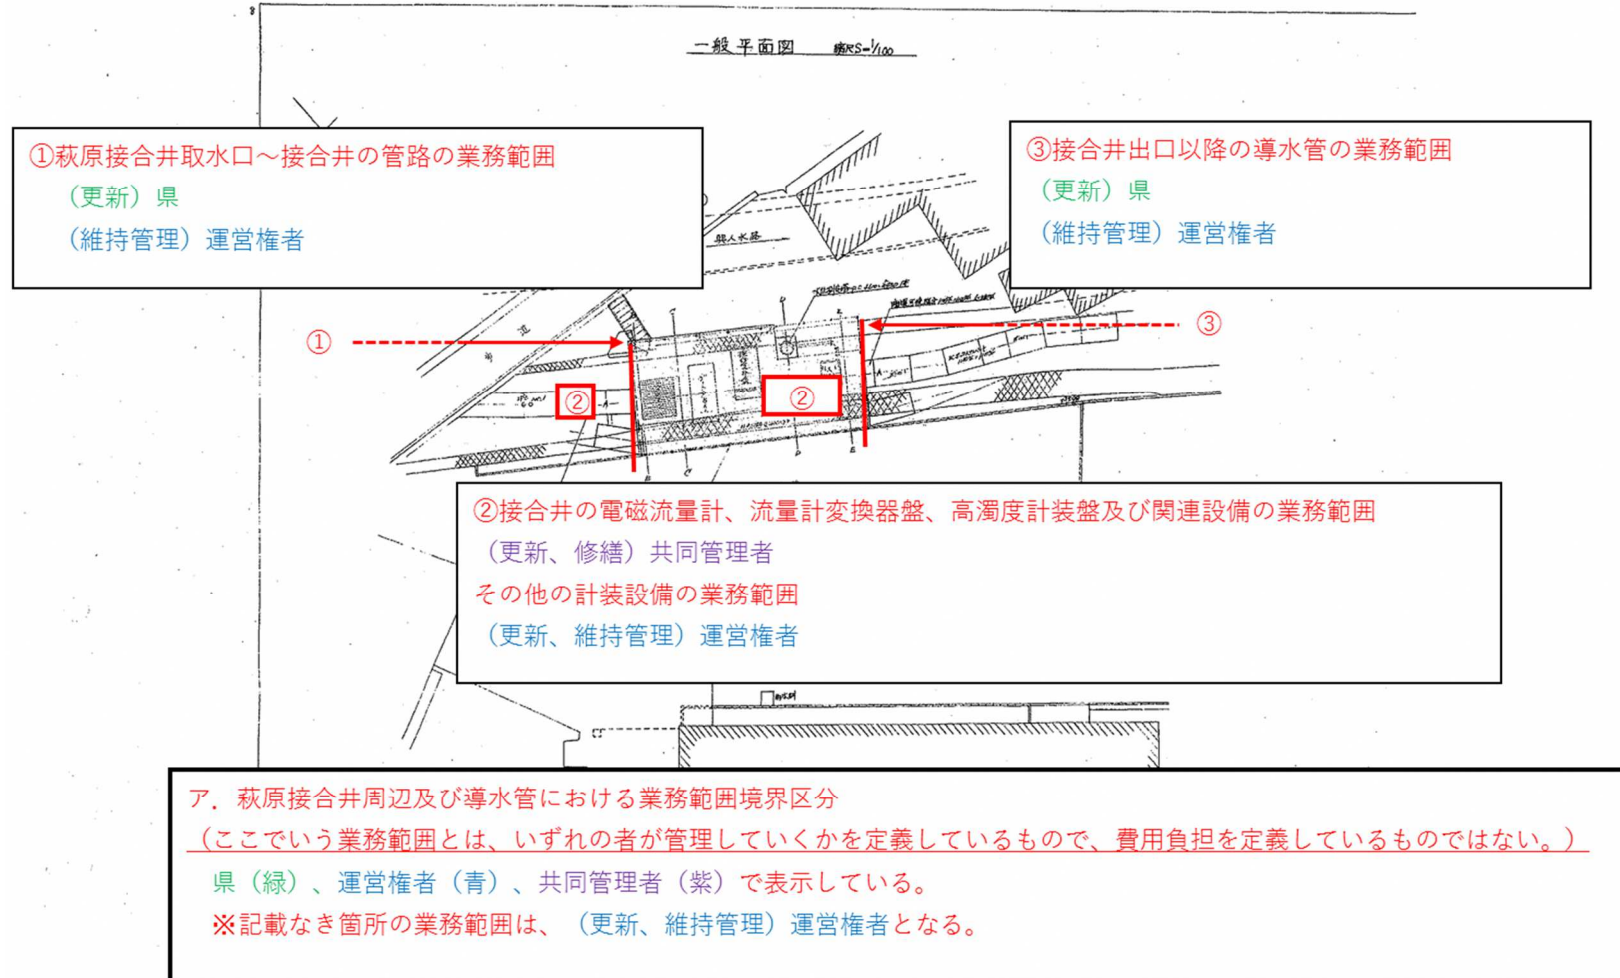 一般平面図 縮尺S=1/100
①萩原接合井取水口～接合井の管路の業務範囲
（更新）県
（維持管理）運営権者
③接合井出口以降の導水管の業務範囲
（更新）県
（維持管理）運営権者
①
③
②
②
②接合井の電磁流量計、流量計変換器盤、高濁度計装盤及び関連設備の業務範囲
（更新、修繕）共同管理者
その他の計装設備の業務範囲
（更新、維持管理）運営権者
ア．萩原接合井周辺及び導水管における業務範囲境界区分
（ここでいう業務範囲とは、いずれの者が管理していくかを定義しているもので、費用負担を定義しているものではない。）
県（緑）、運営権者（青）、共同管理者（紫）で表示している。
※記載なき箇所の業務範囲は、（更新、維持管理）運営権者となる。